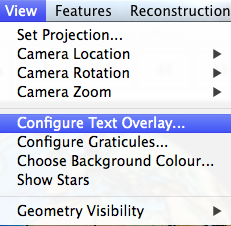 View Features Reconstruction
Set Projection...
Camera Location
Camera Rotation
Camera Zoom
Configure Text Overlay...
Configure Graticules...
Choose Background Colour...
Show Stars
Geometry Visibility